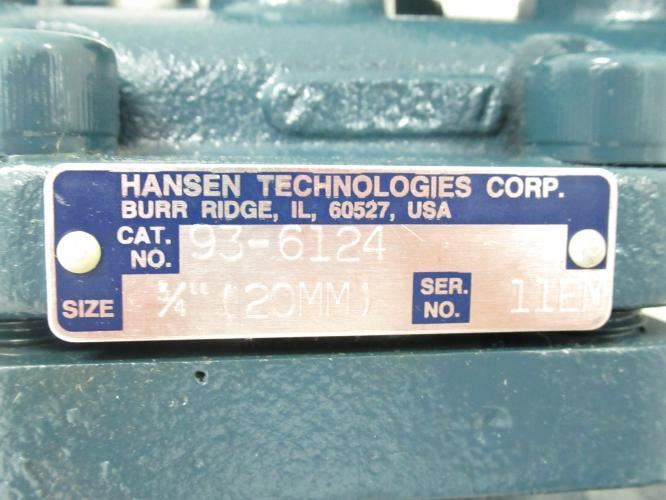 HANSEN TECHNOLOGIES CORP.
BURR RIDGE, IL, 60527, USA
CAT. NO. 93-6124
SIZE ¾" (20MM) SER. NO. 11EM